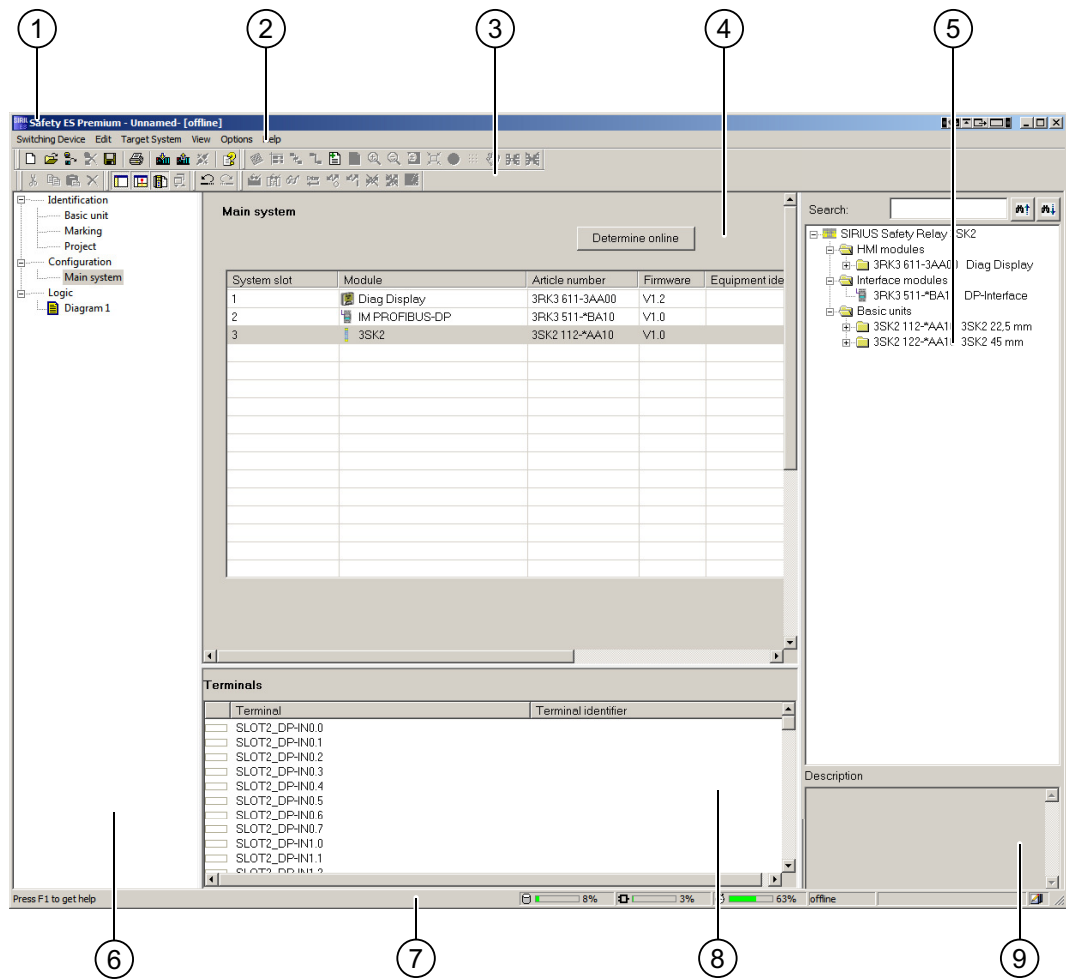 1 2 3 4 5
Safety ES Premium - Unnamed- [offline]
Switching Device Edit Target System View Options Help
Identification
Basic unit
Marking
Project
Configuration
Main system
Logic
Diagram 1
Main system
Determine online
System slot Module Article number Firmware Equipment ide
1 Diag Display 3RK3 611-3AA00 V1.2
2 IM PROFIBUS-DP 3RK3 511-*BA10 V1.0
3 3SK2 3SK2 112-*AA10 V1.0
Search:
SIRIUS Safety Relay 3SK2
HMI modules
3RK3 611-3AA00 Diag Display
Interface modules
3RK3 511-*BA1 DP-Interface
Basic units
3SK2 112-*AA10 3SK2 22,5 mm
3SK2 122-*AA10 3SK2 45 mm
Terminals
Terminal Terminal identifier
SLOT2_DP-IN0.0
SLOT2_DP-IN0.1
SLOT2_DP-IN0.2
SLOT2_DP-IN0.3
SLOT2_DP-IN0.4
SLOT2_DP-IN0.5
SLOT2_DP-IN0.6
SLOT2_DP-IN0.7
SLOT2_DP-IN1.0
SLOT2_DP-IN1.1
SLOT2_DP-IN1.2
Description
Press F1 to get help 8% 3% 63% offline
6 7 8 9